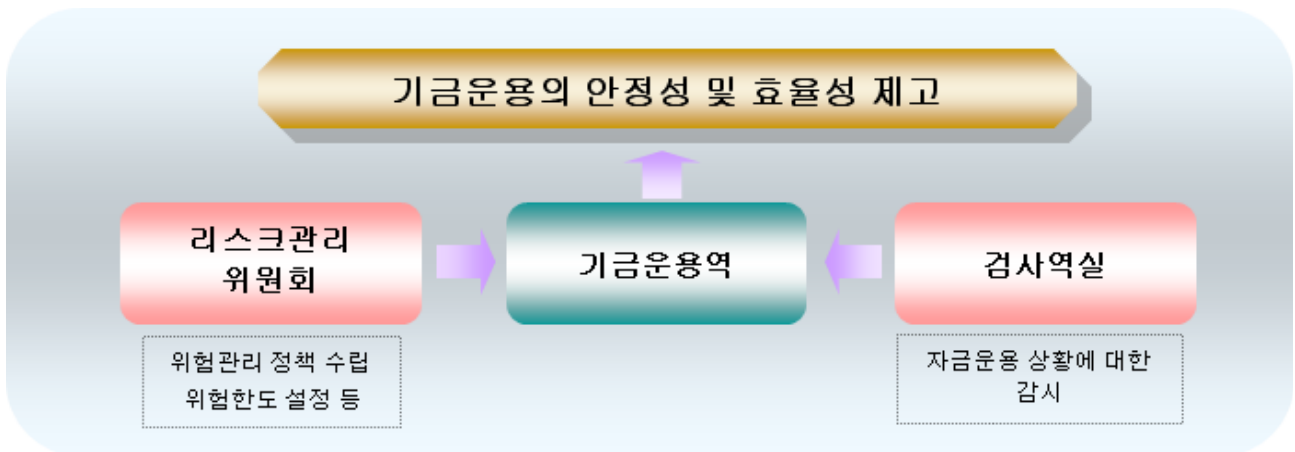 기금운용의 안정성 및 효율성 제고
리스크관리
위원회
기금운용역
검사역실
위험관리 정책 수립
위험한도 설정 등
자금운용 상황에 대한
감시